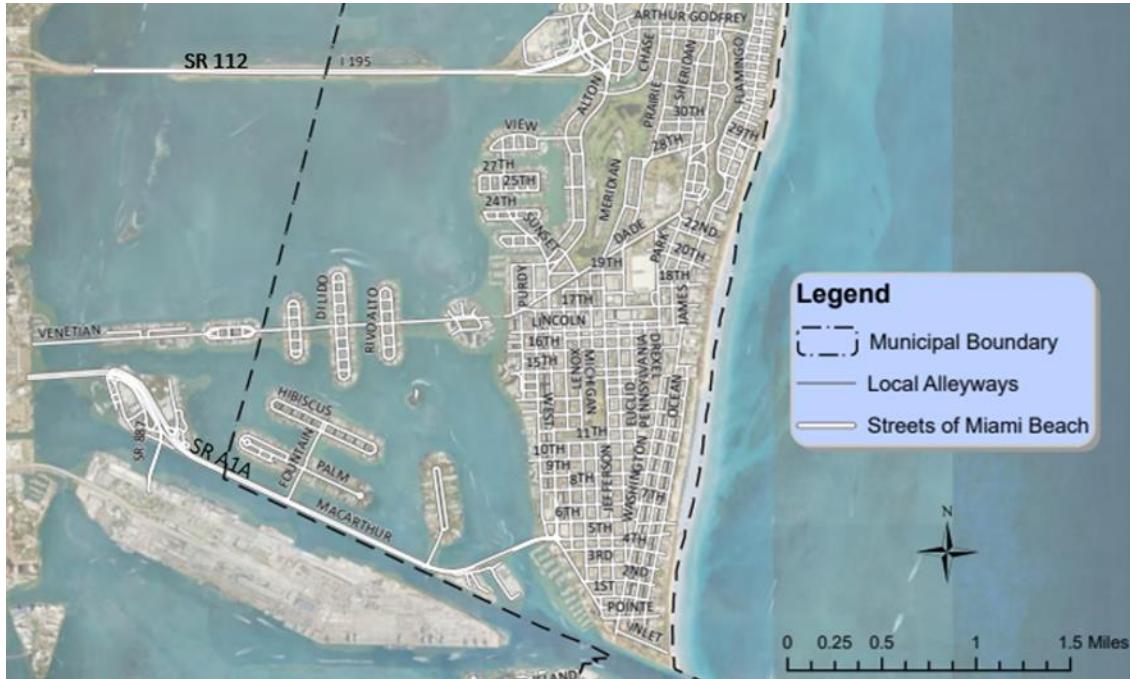 ARTHUR GODFREY
SR 112
I 195
CHASE
SHERIDAN
FLAMINGO
ALTON
PRAIRIE
30TH
29TH
VIEW
28TH
27TH
25TH
24TH
MERIDIAN
SUNSET
DADE
22ND
PARK
20TH
19TH
18TH
PURDY
DILIDO
RIVO ALTO
17TH
JAMES
VENETIAN
LINCOLN
16TH
15TH
LENOX
MICHIGAN
EUCLID
PENNSYLVANIA
DREXEL
OCEAN
WEST
HIBISCUS
FOUNTAIN
PALM
SR 887
SR A1A
MACARTHUR
11TH
10TH
9TH
8TH
JEFFERSON
WASHINGTON
7TH
6TH
5TH
4TH
3RD
2ND
1ST
POINTE
INLET
ISLAND
Legend
Municipal Boundary
Local Alleyways
Streets of Miami Beach
N
0 0.25 0.5 1 1.5 Miles